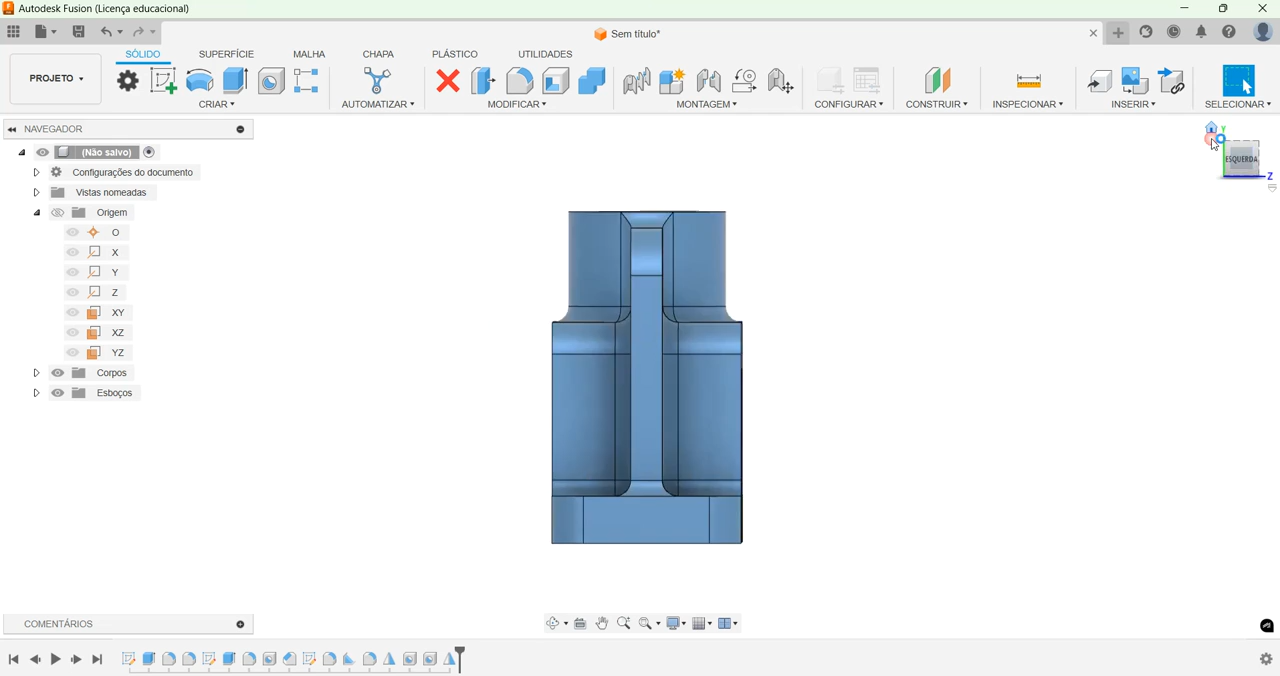 Autodesk Fusion (Licença educacional)
Sem título*
PROJETO
SÓLIDO
SUPERFÍCIE
MALHA
CHAPA
PLÁSTICO
UTILIDADES
CRIAR
AUTOMATIZAR
MODIFICAR
MONTAGEM
CONFIGURAR
CONSTRUIR
INSPECIONAR
INSERIR
SELECIONAR
NAVEGADOR
(Não salvo)
Configurações do documento
Vistas nomeadas
Origem
O
X
Y
Z
XY
XZ
YZ
Corpos
Esboços
Y
ESQUERDA
Z
COMENTÁRIOS